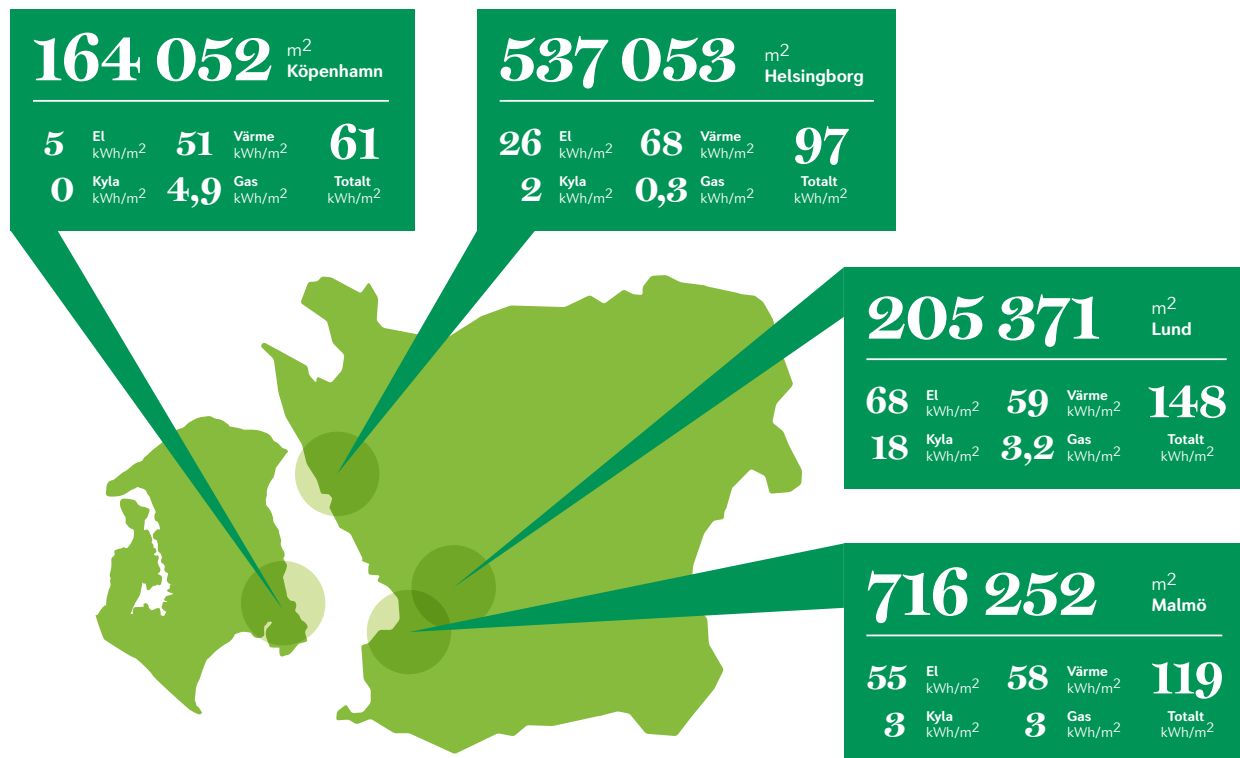 164 052 m2
Köpenhamn
5 El kWh/m2 51 Värme kWh/m2 61
0 Kyla kWh/m2 4,9 Gas kWh/m2 Totalt kWh/m2
537 053 m2
Helsingborg
26 El kWh/m2 68 Värme kWh/m2 97
2 Kyla kWh/m2 0,3 Gas kWh/m2 Totalt kWh/m2
205 371 m2
Lund
68 El kWh/m2 59 Värme kWh/m2 148
18 Kyla kWh/m2 3,2 Gas kWh/m2 Totalt kWh/m2
716 252 m2
Malmö
55 El kWh/m2 58 Värme kWh/m2 119
3 Kyla kWh/m2 3 Gas kWh/m2 Totalt kWh/m2